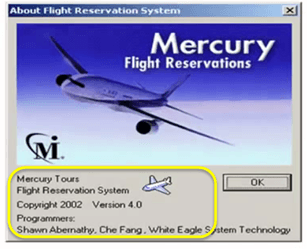 About Flight Reservation System
Mercury
Flight Reservations
Mi
Mercury Tours
Flight Reservation System
OK
Copyright 2002 Version 4.0
Programmers:
Shawn Abernathy, Che Fang , White Eagle System Technology